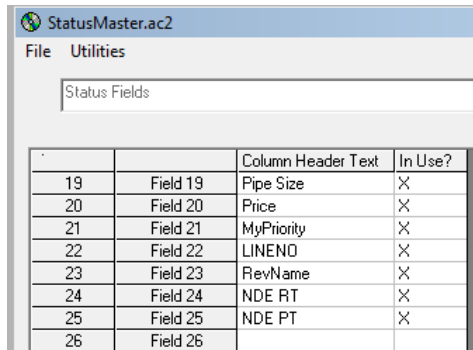 StatusMaster.ac2
File Utilities
Status Fields
Column Header Text In Use?
19 Field 19 Pipe Size X
20 Field 20 Price X
21 Field 21 MyPriority X
22 Field 22 LINENO X
23 Field 23 RevName X
24 Field 24 NDE RT X
25 Field 25 NDE PT X
26 Field 26